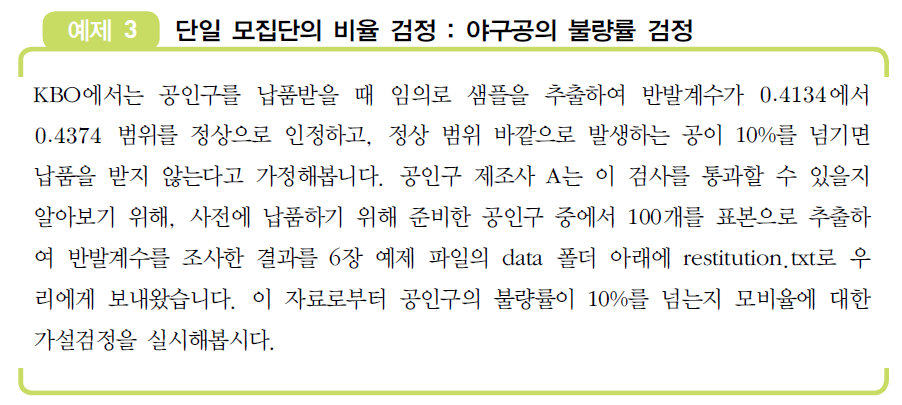 예제 3 단일 모집단의 비율 검정 : 야구공의 불량률 검정
KBO에서는 공인구를 납품받을 때 임의로 샘플을 추출하여 반발계수가 0.4134에서
0.4374 범위를 정상으로 인정하고, 정상 범위 바깥으로 발생하는 공이 10%를 넘기면
납품을 받지 않는다고 가정해봅니다. 공인구 제조사 A는 이 검사를 통과할 수 있을지
알아보기 위해, 사전에 납품하기 위해 준비한 공인구 중에서 100개를 표본으로 추출하
여 반발계수를 조사한 결과를 6장 예제 파일의 data 폴더 아래에 restitution.txt로 우
리에게 보내왔습니다. 이 자료로부터 공인구의 불량률이 10%를 넘는지 모비율에 대한
가설검정을 실시해봅시다.